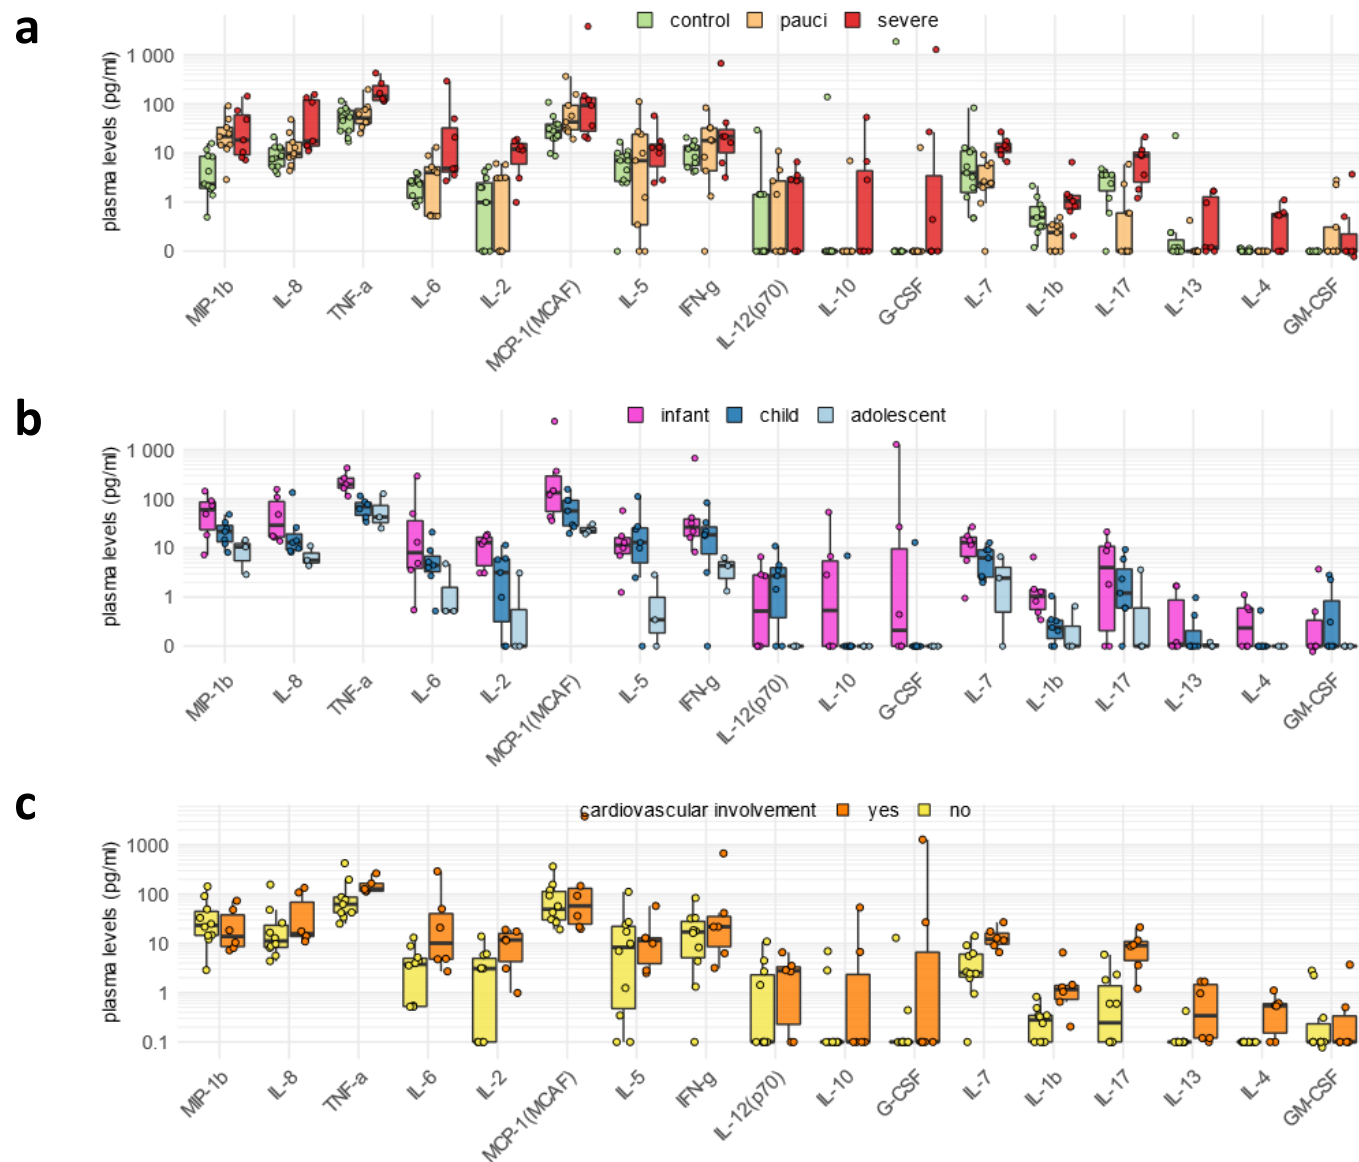 a
control pauci severe
plasma levels (pg/ml)
1 000
100
10
1
0
MIP-1b IL-8 TNF-a IL-6 IL-2 MCP-1(MCAF) IL-5 IFN-g IL-12(p70) IL-10 G-CSF IL-7 IL-1b IL-17 IL-13 IL-4 GM-CSF
b
infant child adolescent
plasma levels (pg/ml)
1 000
100
10
1
0
MIP-1b IL-8 TNF-a IL-6 IL-2 MCP-1(MCAF) IL-5 IFN-g IL-12(p70) IL-10 G-CSF IL-7 IL-1b IL-17 IL-13 IL-4 GM-CSF
c
cardiovascular involvement yes no
plasma levels (pg/ml)
1000
100
10
1
0.1
MIP-1b IL-8 TNF-a IL-6 IL-2 MCP-1(MCAF) IL-5 IFN-g IL-12(p70) IL-10 G-CSF IL-7 IL-1b IL-17 IL-13 IL-4 GM-CSF